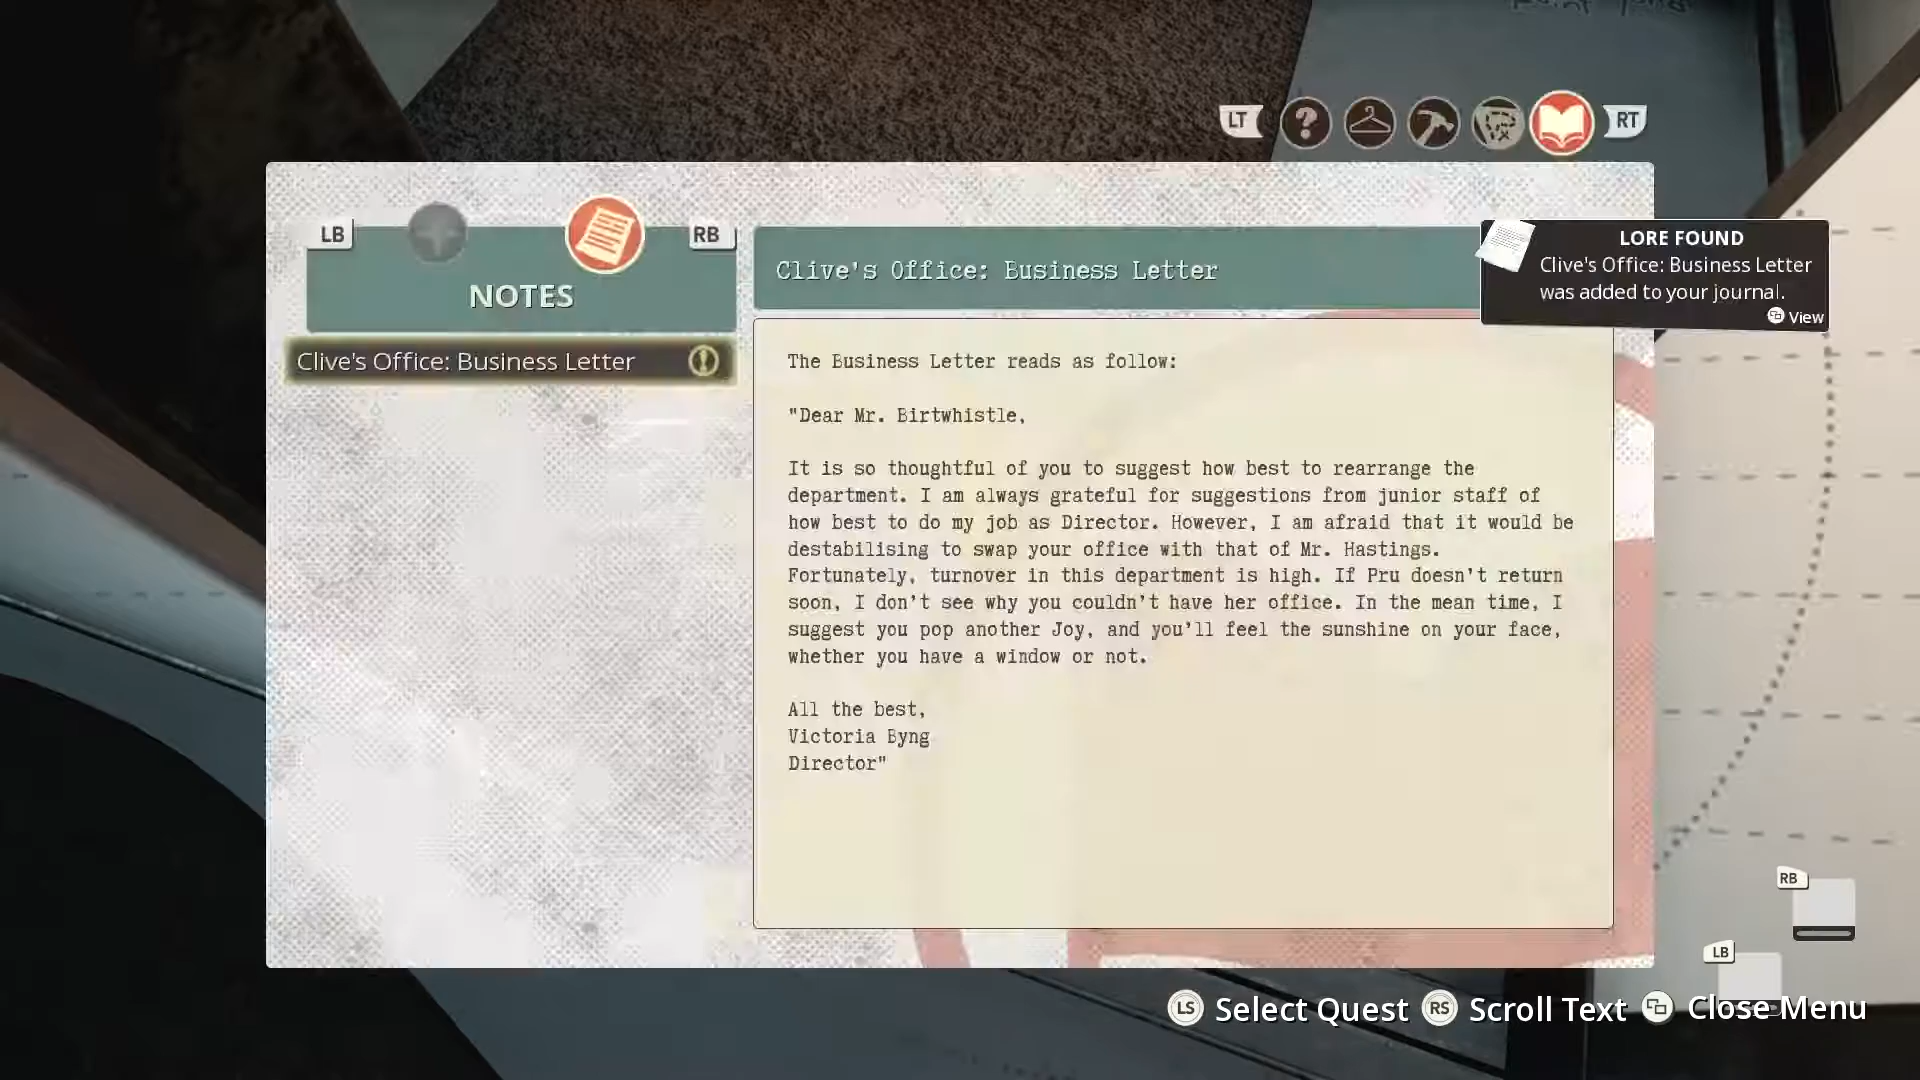 LT
?
RT
LB
RB
NOTES
Clive's Office: Business Letter
LORE FOUND
Clive's Office: Business Letter
was added to your journal.
View
Clive's Office: Business Letter
The Business Letter reads as follow:
"Dear Mr. Birtwhistle,
It is so thoughtful of you to suggest how best to rearrange the
department. I am always grateful for suggestions from junior staff of
how best to do my job as Director. However, I am afraid that it would be
destabilising to swap your office with that of Mr. Hastings.
Fortunately, turnover in this department is high. If Pru doesn't return
soon, I don't see why you couldn't have her office. In the mean time, I
suggest you pop another Joy, and you'll feel the sunshine on your face,
whether you have a window or not.
All the best,
Victoria Byng
Director"
RB
LB
LS Select Quest RS Scroll Text Close Menu